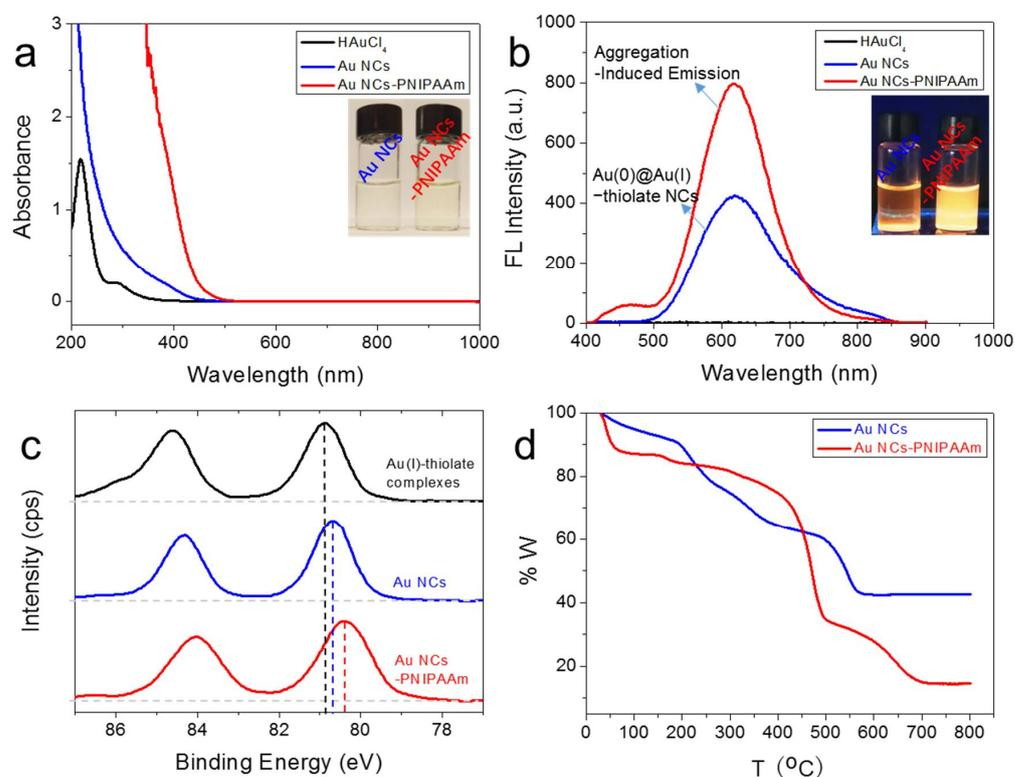 a
Absorbance
3
2
1
0
200
400
600
800
1000
Wavelength (nm)
HAuCl4
Au NCs
Au NCs-PNIPAAm
Au NCs
Au NCs
-PNIPAAm
b
FL Intensity (a.u.)
1000
800
600
400
200
0
400
500
600
700
800
900
1000
Wavelength (nm)
HAuCl4
Au NCs
Au NCs-PNIPAAm
Aggregation
-Induced Emission
Au(0)@Au(I)
−thiolate NCs
Au NCs
Au NCs
-PNIPAAm
c
Intensity (cps)
Au(I)-thiolate
complexes
Au NCs
Au NCs
-PNIPAAm
86
84
82
80
78
Binding Energy (eV)
d
% W
100
80
60
40
20
0
100
200
300
400
500
600
700
800
T (ºC)
Au NCs
Au NCs-PNIPAAm